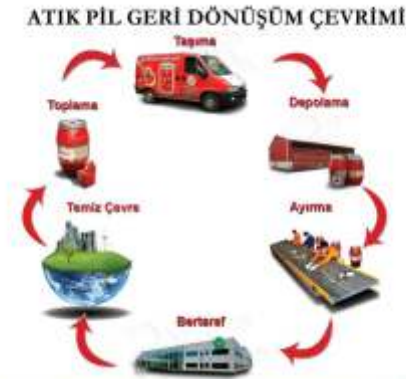 ATIK PİL GERİ DÖNÜŞÜM ÇEVRİMİ
Taşıma
Toplama
Depolama
Temiz Çevre
Ayırma
Bertaraf